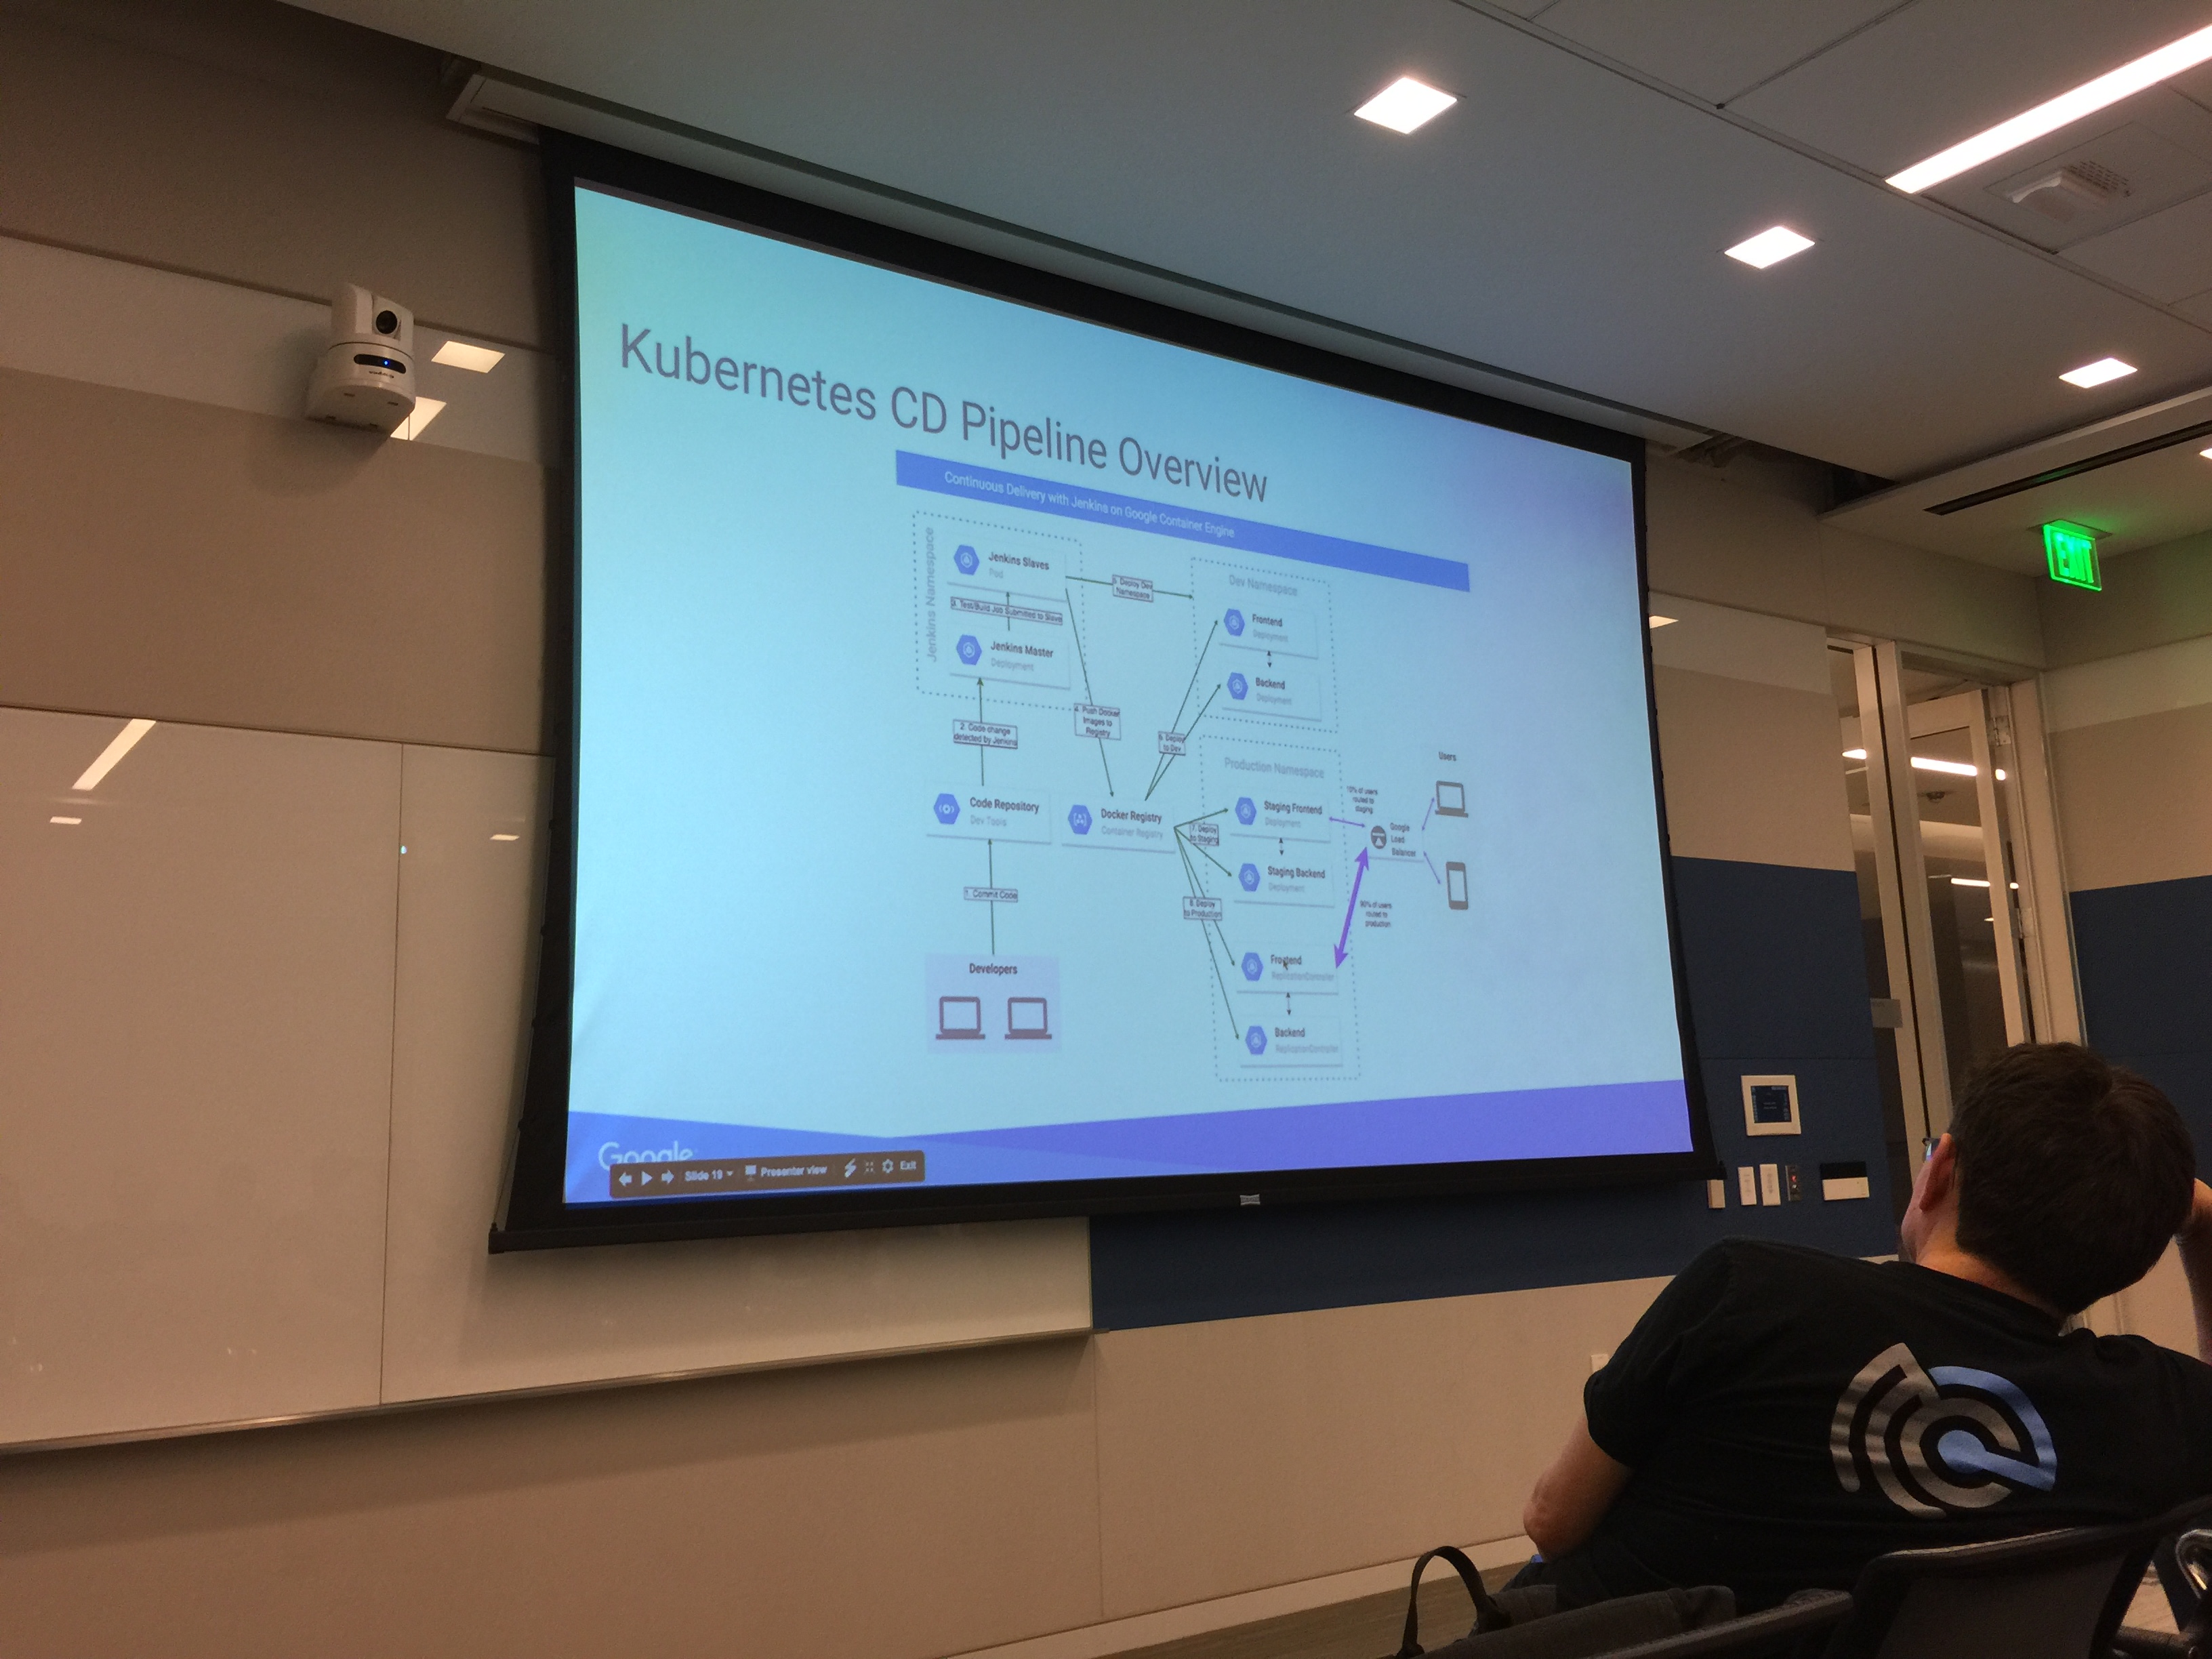 Kubernetes CD Pipeline Overview
Continuous Delivery with Jenkins on Google Container Engine
Jenkins Namespace
Jenkins Slaves
Pod
3. Test/Build Job Submitted to Slave
Jenkins Master
Deployment
2. Code change
detected by Jenkins
Code Repository
Dev Tools
1. Commit Code
Developers
5. Deploy Dev
Namespace
4. Push Docker
Images to
Registry
Docker Registry
Container Registry
6. Deploy
to Dev
7. Deploy
to Staging
8. Deploy
to Production
Dev Namespace
Frontend
Deployment
Backend
Deployment
Production Namespace
Staging Frontend
Deployment
Staging Backend
Deployment
Frontend
ReplicationController
Backend
ReplicationController
10% of users
routed to
staging
Google
Load
Balancer
90% of users
routed to
production
Users
Google
Slide 19
Presenter view
Exit
EXIT